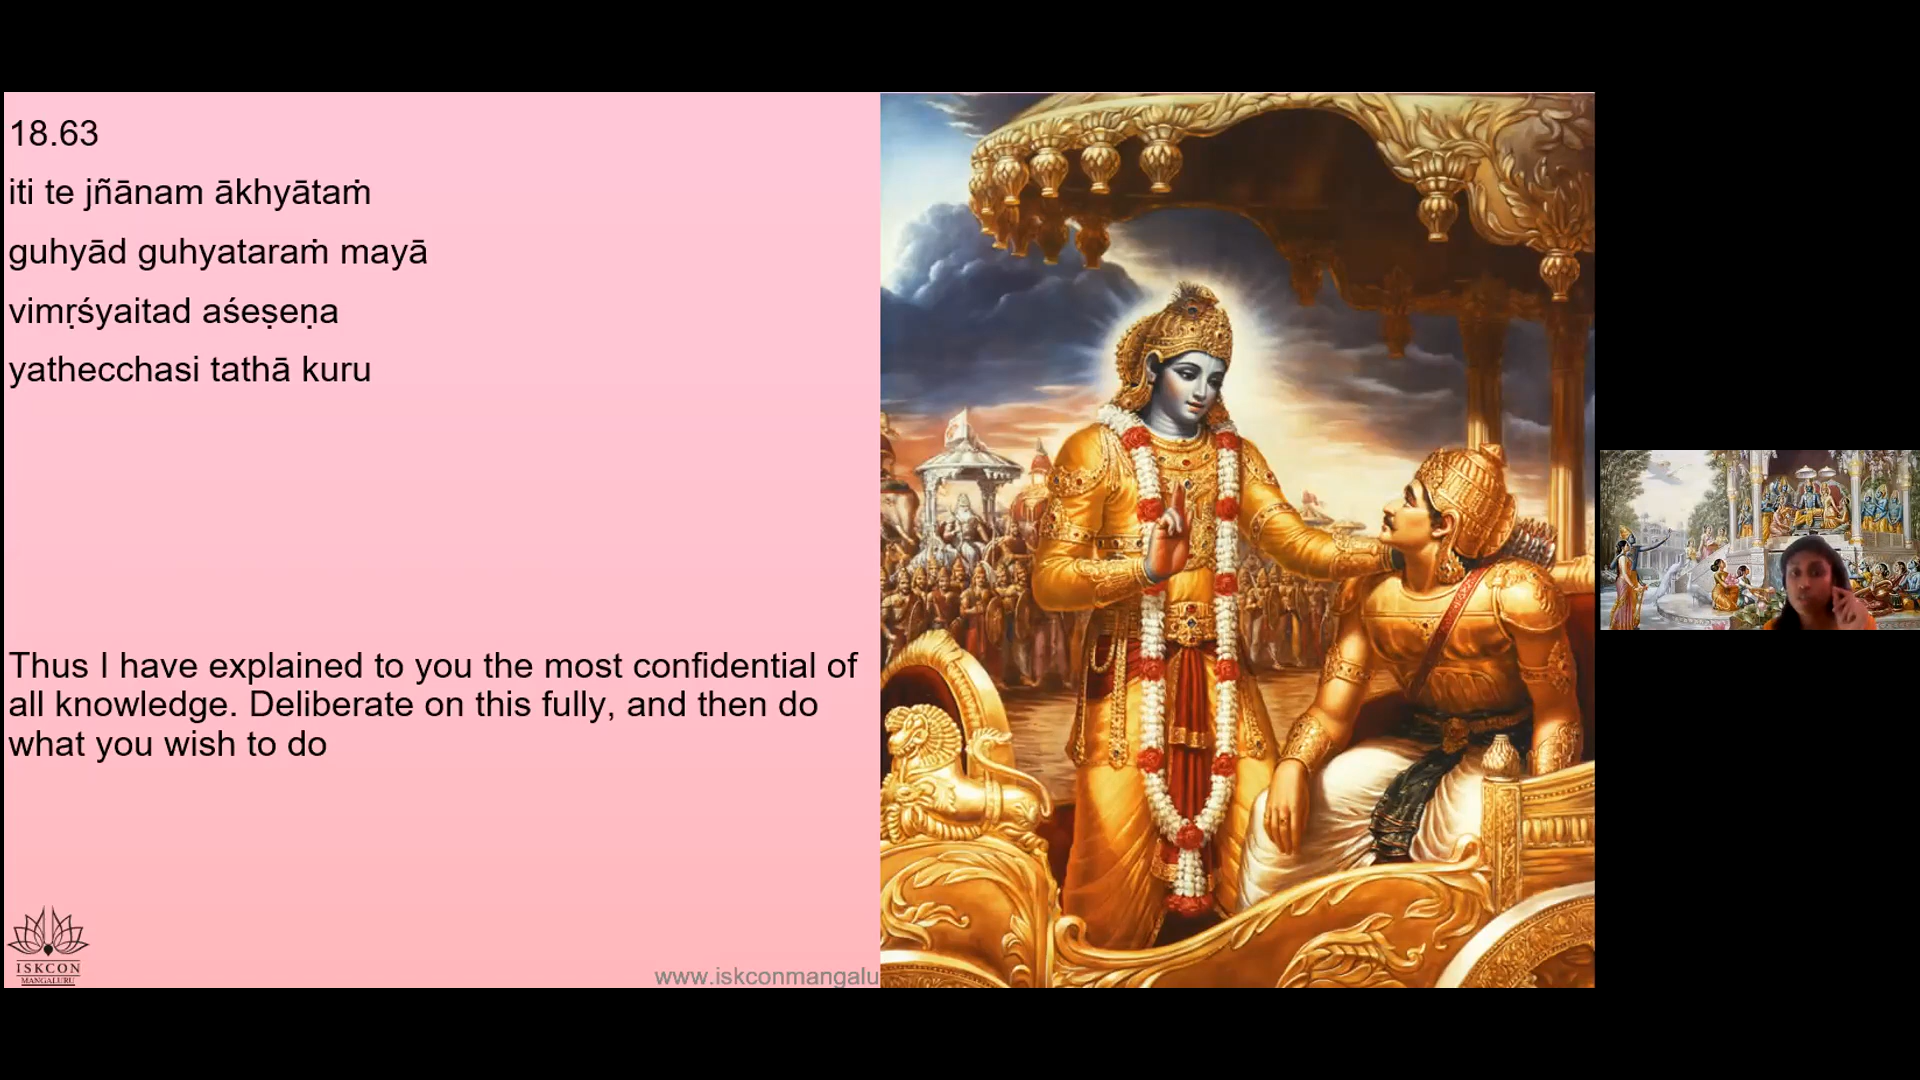 18.63
iti te jñānam ākhyātaṁ
guhyād guhyataraṁ mayā
vimṛśyaitad aśeṣeṇa
yathecchasi tathā kuru
Thus I have explained to you the most confidential of
all knowledge. Deliberate on this fully, and then do
what you wish to do
ISKCON
MANGALURU
www.iskconmangalu